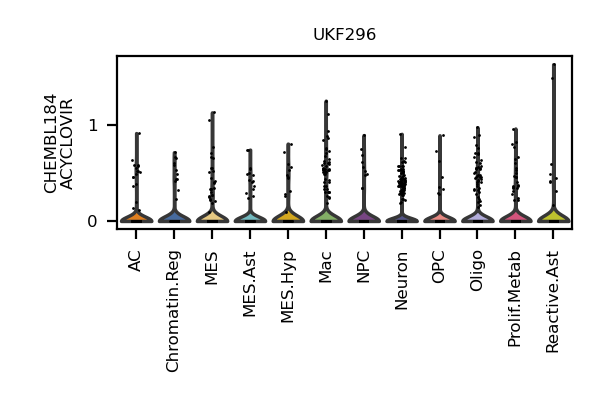 UKF296
CHEMBL184
ACYCLOVIR
1
0
AC
Chromatin.Reg
MES
MES.Ast
MES.Hyp
Mac
NPC
Neuron
OPC
Oligo
Prolif.Metab
Reactive.Ast